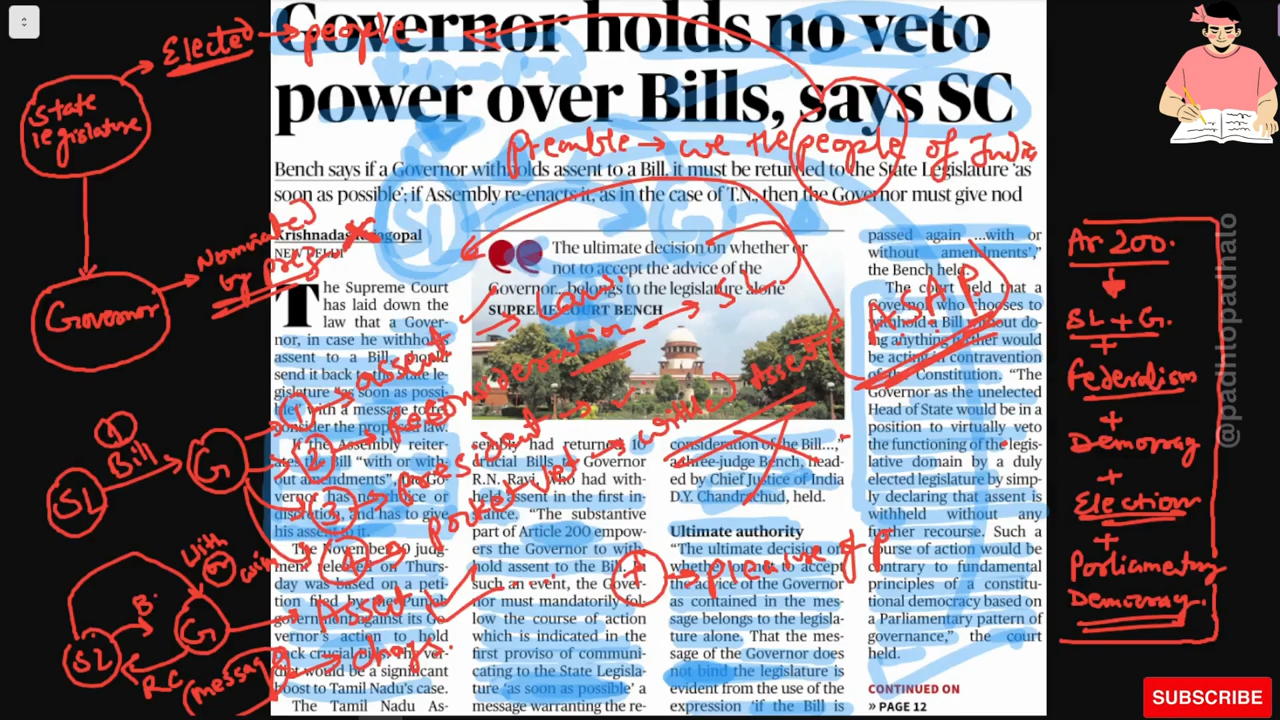 Governor holds no veto
power over Bills, says SC
Elected → people
State
legislature
Preamble → we the people of India
Bench says if a Governor withholds assent to a Bill, it must be returned to the State Legislature 'as
soon as possible'; if Assembly re-enacts it, as in the case of T.N., then the Governor must give nod
Nominated
by
Governor
Krishnadas Rajagopal
NEW DELHI
The Supreme Court
has laid down the
law that a Gover-
nor, in case he withholds
assent to a Bill, should
send it back to the State le-
gislature "as soon as possi-
ble" with a message to re-
consider the proposed law.
If the Assembly reiter-
ates the Bill "with or with-
out amendments", the Go-
vernor has no choice or
discretion, and has to give
his assent to it.
The November 10 judg-
ment released on Thurs-
day was based on a peti-
tion filed by the Punjab
government against its Go-
vernor's action to hold
back crucial Bills. The ver-
dict would be a significant
boost to Tamil Nadu's case.
The Tamil Nadu As-
The ultimate decision on whether or
not to accept the
advice of the
Governor.. belongs to the legislature alone
SUPREME COURT BENCH
sembly had returned 10
crucial Bills to Governor
R.N. Ravi, who had with-
held assent in the first in-
stance. "The substantive
part of Article 200 empow-
ers the Governor to with-
hold assent to the Bill. In
such an event, the Gover-
nor must mandatorily fol-
low the course of action
which is indicated in the
first proviso of communi-
cating to the State Legisla-
ture 'as soon as possible' a
message warranting the re-
consideration of the Bill...,"
a three-judge Bench, head-
ed by Chief Justice of India
D.Y. Chandrachud, held.
Ultimate authority
"The ultimate decision on
whether or not to accept
the advice of the Governor
as contained in the mes-
sage belongs to the legisla-
ture alone. That the mes-
sage of the Governor does
not bind the legislature is
evident from the use of the
expression 'if the Bill is
passed again ...with or
without amendments',"
the Bench held.
The court held that a
Governor who chooses to
withhold a Bill without do-
ing anything further would
be acting in contravention
of the Constitution. "The
Governor as the unelected
Head of State would be in a
position to virtually veto
the functioning of the legis-
lative domain by a duly
elected legislature by simp-
ly declaring that assent is
withheld without any
further recourse. Such a
course of action would be
contrary to fundamental
principles of a constitu-
tional democracy based on
a Parliamentary pattern of
governance," the court
held.
CONTINUED ON
» PAGE 12
① → assent → Law.
② → Reconsideration → SL.
③ → President
④ → pocket veto → withhold Assent
A.S.A.P
SL
Bill
G
SL
B.
G
RC
(message)
P → pleasure of P
Ar 200.
SL + G.
+
Federalism
+
Democracy
+
Election
+
Parliamentary
Democracy.
@padhitopadhato
SUBSCRIBE